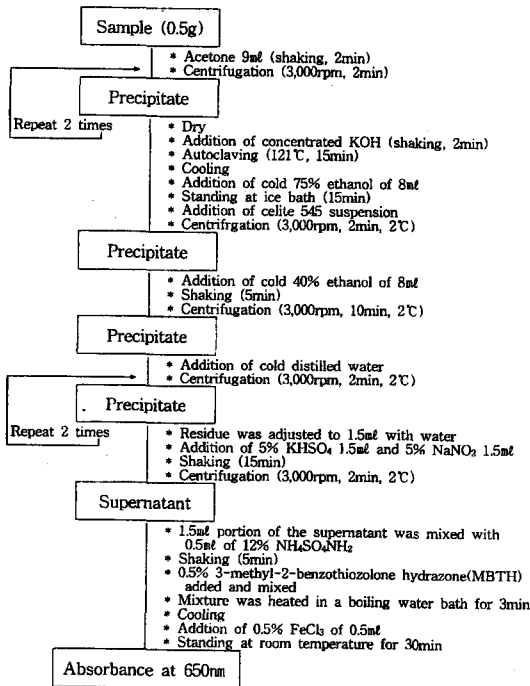 Sample (0.5g)
* Acetone 9㎖ (shaking, 2min)
* Centrifugation (3,000rpm, 2min)
Precipitate
Repeat 2 times
* Dry
* Addition of concentrated KOH (shaking, 2min)
* Autoclaving (121℃, 15min)
* Cooling
* Addition of cold 75% ethanol of 8㎖
* Standing at ice bath (15min)
* Addition of celite 545 suspension
* Centrifrgation (3,000rpm, 2min, 2℃)
Precipitate
* Addition of cold 40% ethanol of 8㎖
* Shaking (5min)
* Centrifugation (3,000rpm, 10min, 2℃)
Precipitate
* Addition of cold distilled water
* Centrifugation (3,000rpm, 2min, 2℃)
Precipitate
Repeat 2 times
* Residue was adjusted to 1.5㎖ with water
* Addition of 5% KHSO₄ 1.5㎖ and 5% NaNO₂ 1.5㎖
* Shaking (15min)
* Centrifugation (3,000rpm, 2min, 2℃)
Supernatant
* 1.5㎖ portion of the supernatant was mixed with
0.5㎖ of 12% NH₄SO₄NH₂
* Shaking (5min)
* 0.5% 3-methyl-2-benzothiozolone hydrazone(MBTH)
added and mixed
* Mixture was heated in a boiling water bath for 3min
* Cooling
* Addtion of 0.5% FeCl₃ of 0.5㎖
* Standing at room temperature for 30min
Absorbance at 650nm